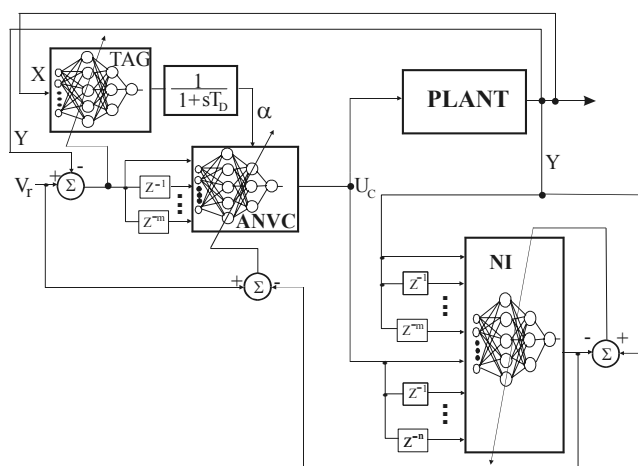 TAG
X
1
1+sT_D
α
PLANT
Y
Y
+
-
V_r
Σ
Z^-1
Z^-m
ANVC
U_C
+
-
Σ
NI
Z^-1
Z^-m
-
+
Σ
Z^-1
z^-n